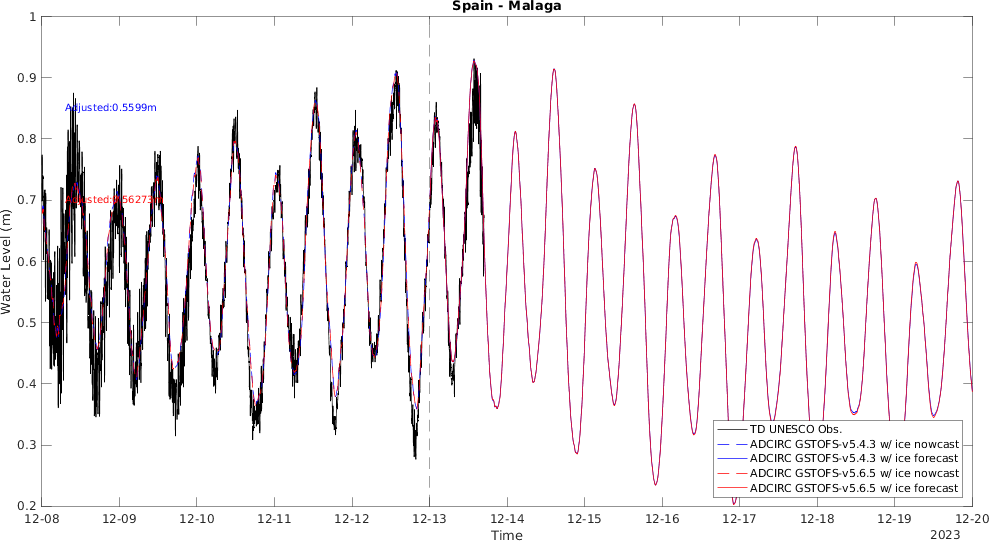 Spain - Malaga
Water Level (m)
1
0.9
0.8
0.7
0.6
0.5
0.4
0.3
0.2
Adjusted:0.5599m
Adjusted:0.56273m
TD UNESCO Obs.
ADCIRC GSTOFS-v5.4.3 w/ ice nowcast
ADCIRC GSTOFS-v5.4.3 w/ ice forecast
ADCIRC GSTOFS-v5.6.5 w/ ice nowcast
ADCIRC GSTOFS-v5.6.5 w/ ice forecast
12-08 12-09 12-10 12-11 12-12 12-13 12-14 12-15 12-16 12-17 12-18 12-19 12-20
Time
2023